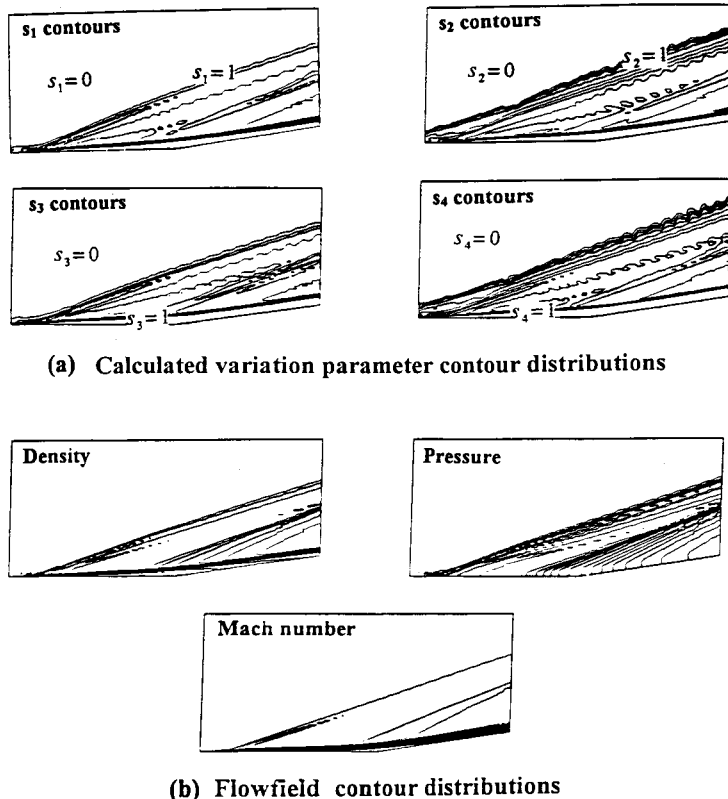 s₁ contours
s₁=0
s₁=1
s₂ contours
s₂=0
s₂=1
s₃ contours
s₃=0
s₃=1
s₄ contours
s₄=0
s₄=1
(a) Calculated variation parameter contour distributions
Density
Pressure
Mach number
(b) Flowfield contour distributions